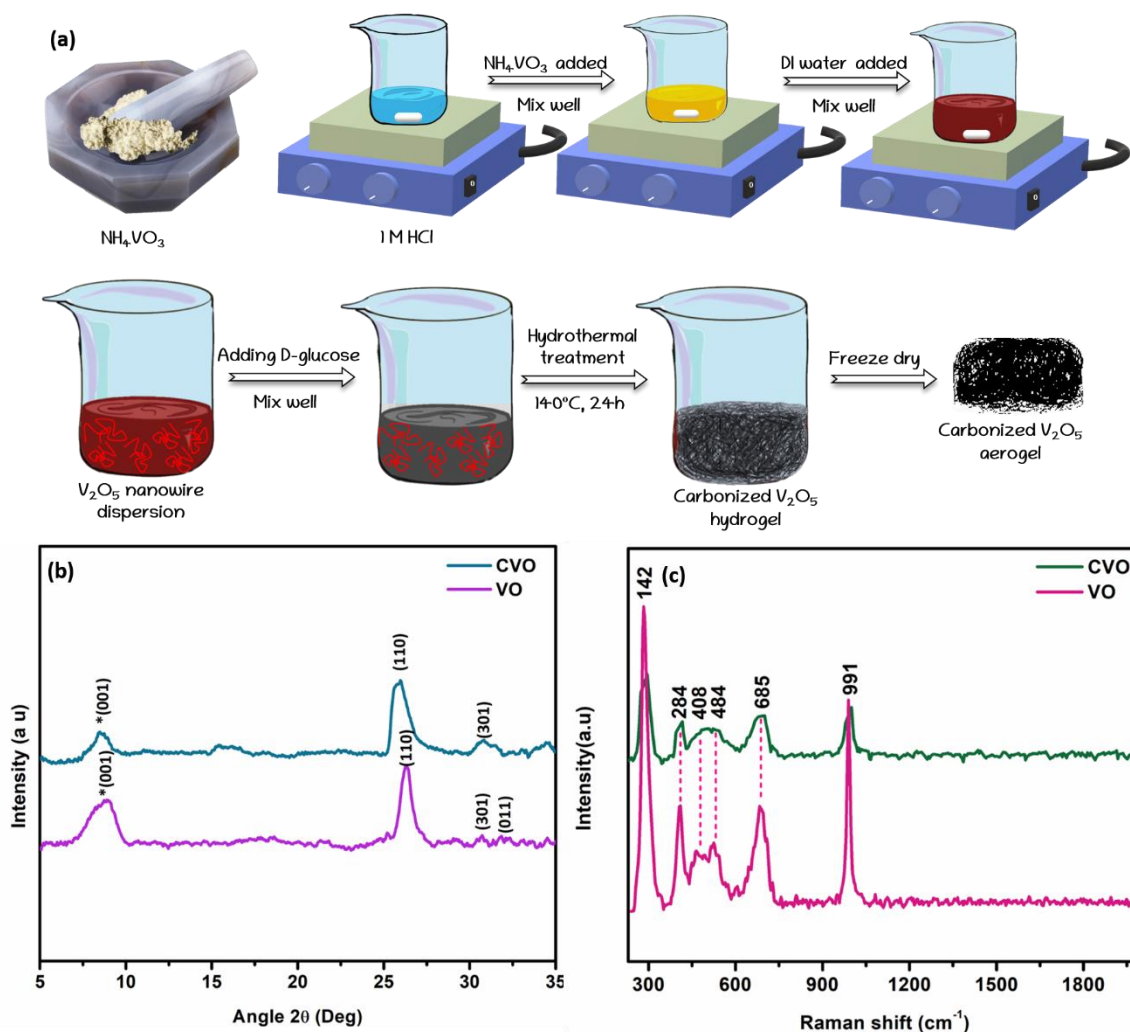 (a)
NH₄VO₃ added
Mix well
DI water added
Mix well
NH₄VO₃
1 M HCl
Adding D-glucose
Mix well
Hydrothermal
treatment
140°C, 24h
Freeze dry
V₂O₅ nanowire
dispersion
Carbonized V₂O₅
hydrogel
Carbonized V₂O₅
aerogel
(b)
CVO
VO
*(001)
(110)
(301)
*(001)
(110)
(301)
(011)
Intensity (a u)
5 10 15 20 25 30 35
Angle 2θ (Deg)
(c)
CVO
VO
142
284
408
484
685
991
Intensity(a.u)
300 600 900 1200 1500 1800
Raman shift (cm⁻¹)